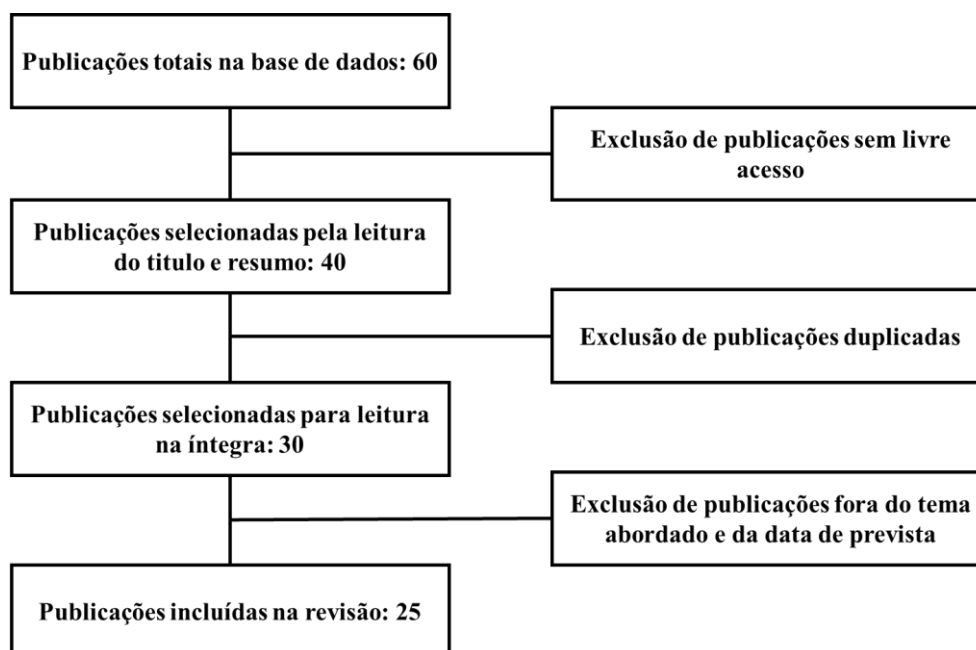 Publicações totais na base de dados: 60
Exclusão de publicações sem livre
acesso
Publicações selecionadas pela leitura
do titulo e resumo: 40
Exclusão de publicações duplicadas
Publicações selecionadas para leitura
na íntegra: 30
Exclusão de publicações fora do tema
abordado e da data de prevista
Publicações incluídas na revisão: 25